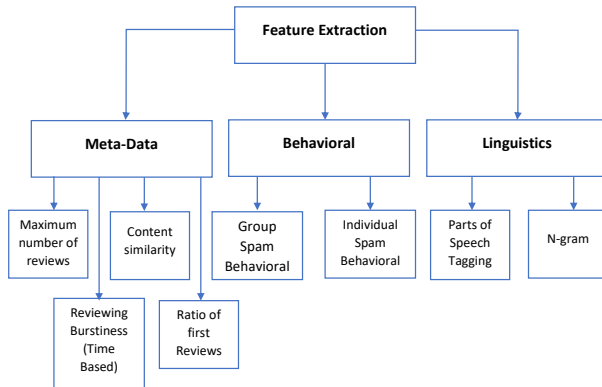 Feature Extraction
Meta-Data
Behavioral
Linguistics
Maximum
number of
reviews
Content
similarity
Group
Spam
Behavioral
Individual
Spam
Behavioral
Parts of
Speech
Tagging
N-gram
Reviewing
Burstiness
(Time
Based)
Ratio of
first
Reviews